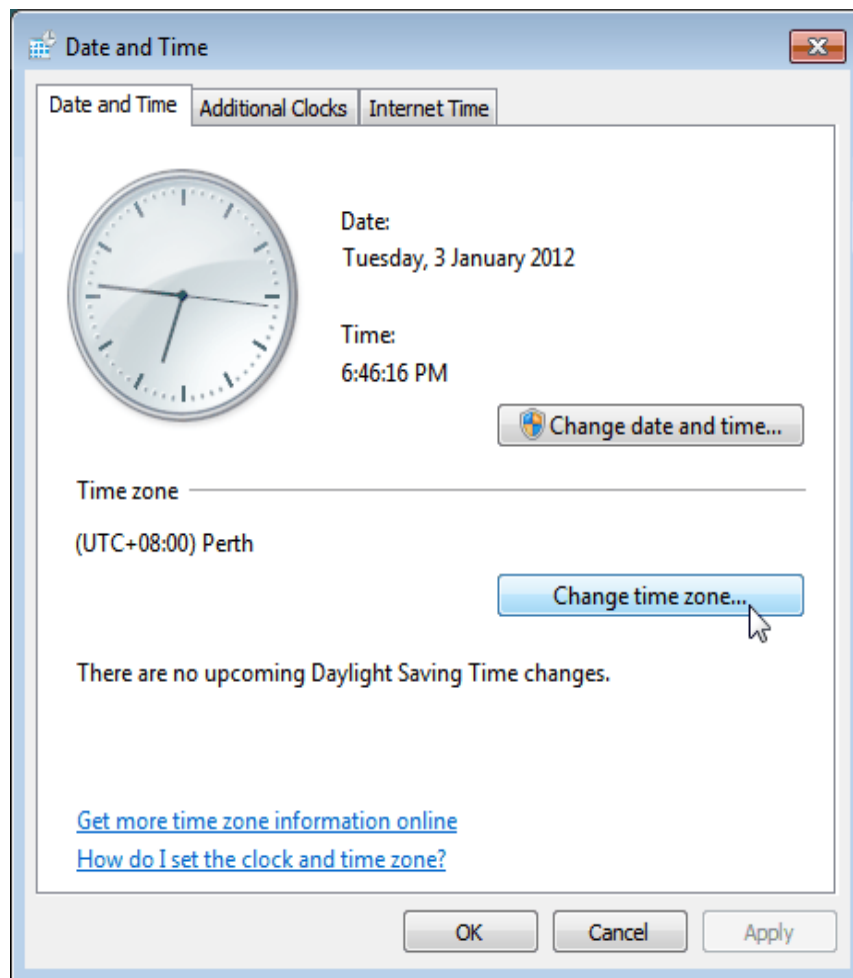 Date and Time
Date and Time Additional Clocks Internet Time
Date:
Tuesday, 3 January 2012
Time:
6:46:16 PM
Change date and time...
Time zone
(UTC+08:00) Perth
Change time zone...
There are no upcoming Daylight Saving Time changes.
Get more time zone information online
How do I set the clock and time zone?
OK Cancel Apply